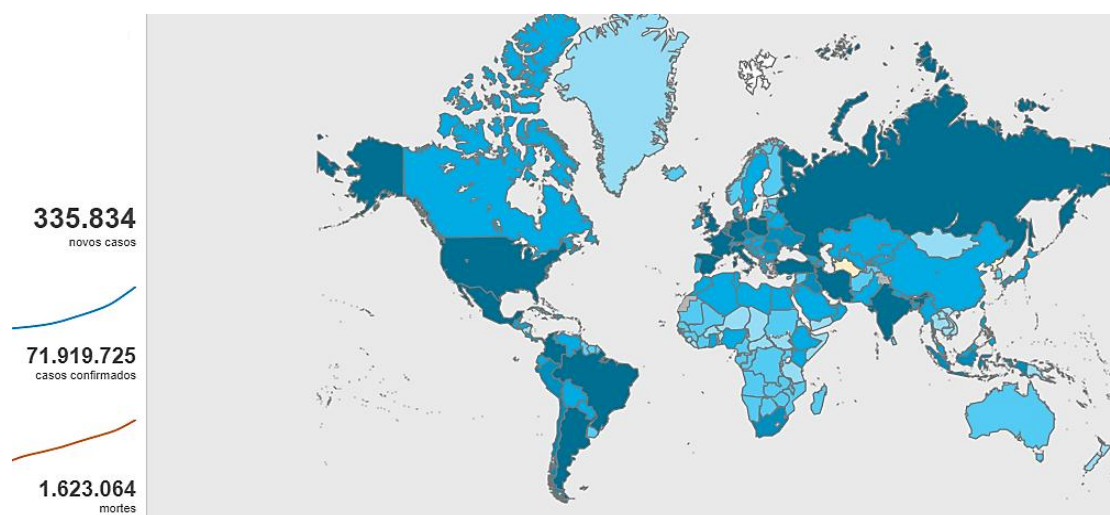 335.834
novos casos
71.919.725
casos confirmados
1.623.064
mortes